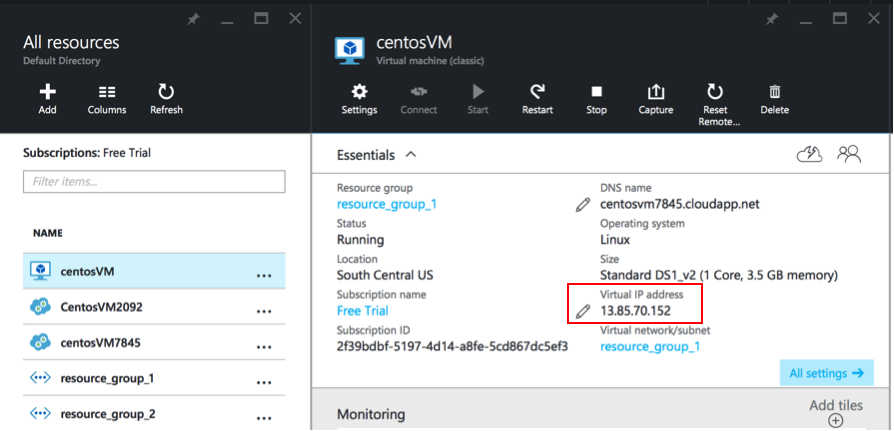 All resources
Default Directory
Add
Columns
Refresh
Subscriptions: Free Trial
Filter items...
NAME
centosVM ...
CentosVM2092 ...
centosVM7845 ...
resource_group_1 ...
resource_group_2 ...
centosVM
Virtual machine (classic)
Settings
Connect
Start
Restart
Stop
Capture
Reset
Remote...
Delete
Essentials
Resource group
resource_group_1
Status
Running
Location
South Central US
Subscription name
Free Trial
Subscription ID
2f39bdbf-5197-4d14-a8fe-5cd867dc5ef3
DNS name
centosvm7845.cloudapp.net
Operating system
Linux
Size
Standard DS1_v2 (1 Core, 3.5 GB memory)
Virtual IP address
13.85.70.152
Virtual network/subnet
resource_group_1
All settings
Monitoring
Add tiles